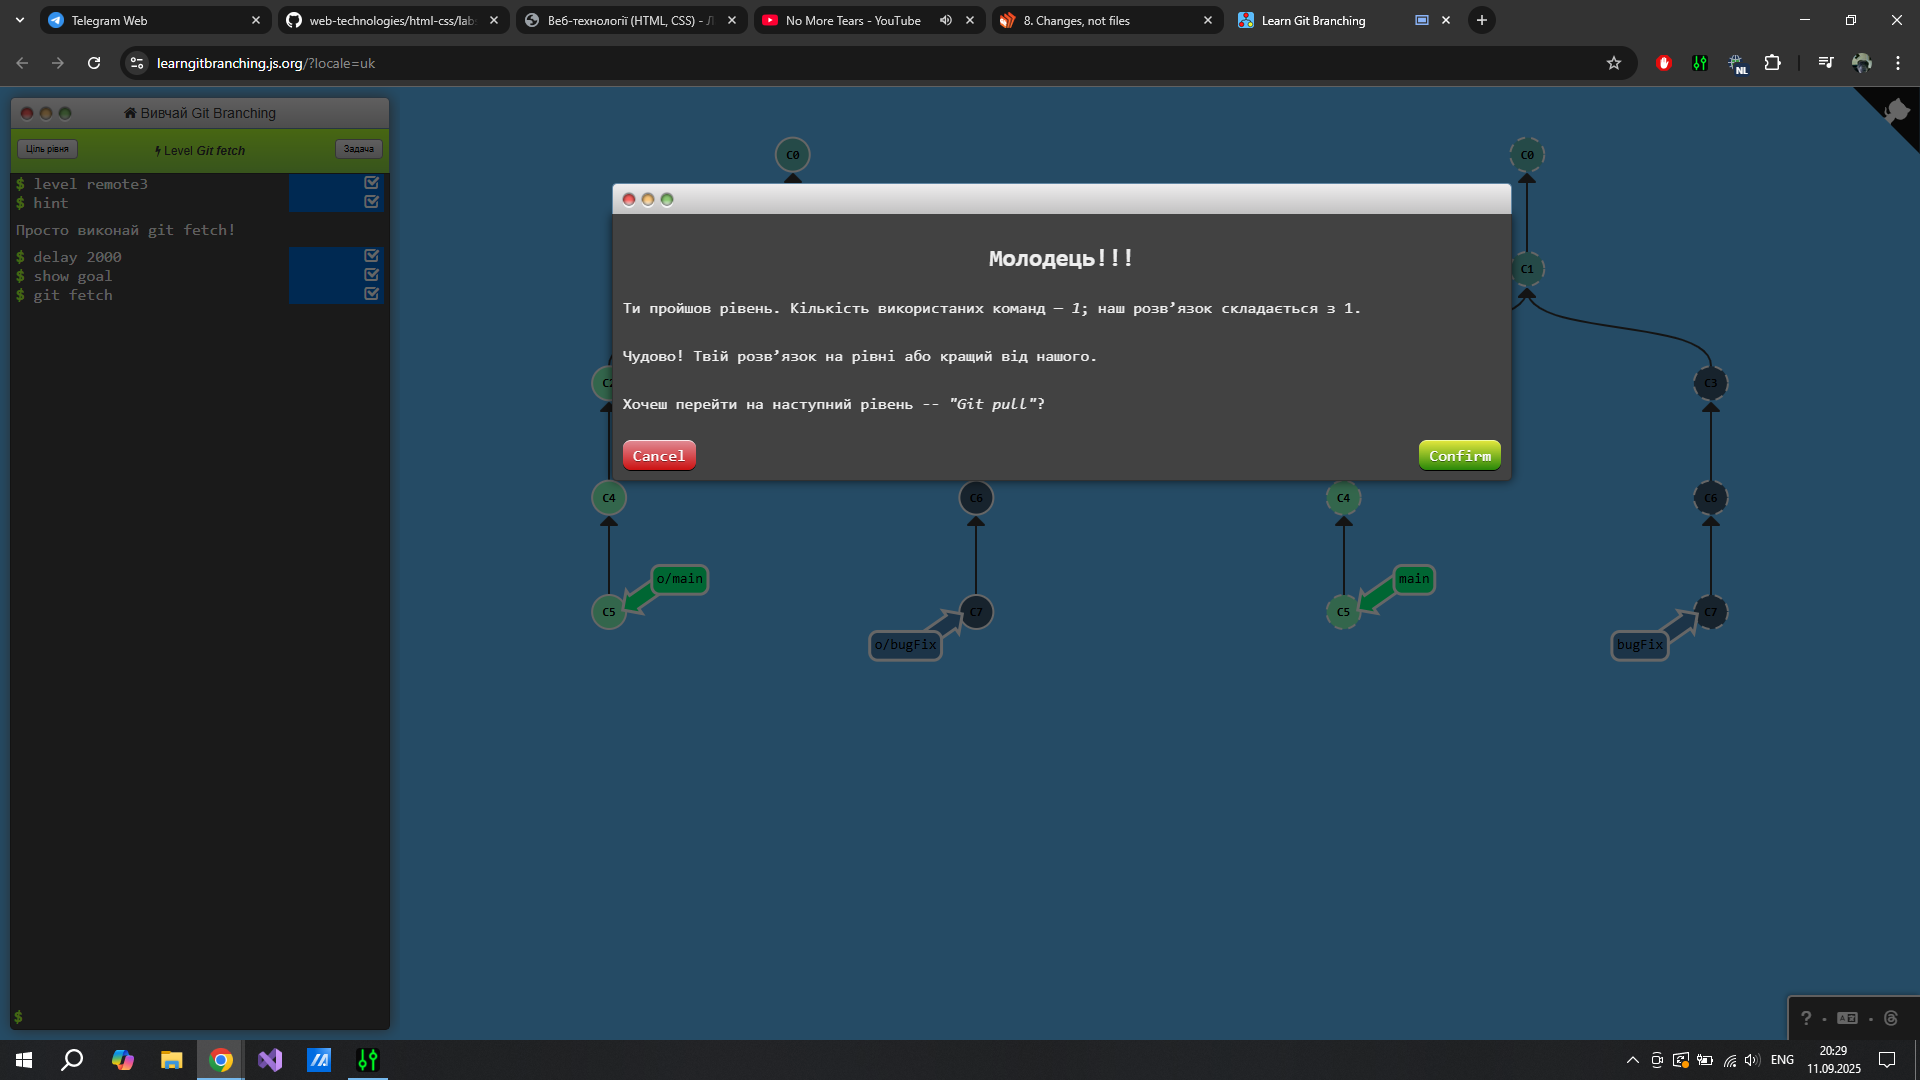 Telegram Web
web-technologies/html-css/lab
Веб-технології (HTML, CSS) - Л
No More Tears - YouTube
8. Changes, not files
Learn Git Branching
learngitbranching.js.org/?locale=uk
NL
Вивчай Git Branching
Ціль рівня
Level Git fetch
Задача
$ level remote3
$ hint
Просто виконай git fetch!
$ delay 2000
$ show goal
$ git fetch
$
C0
C0
C1
Молодець!!!
Ти пройшов рівень. Кількість використаних команд — 1; наш розв’язок складається з 1.
Чудово! Твій розв’язок на рівні або кращий від нашого.
Хочеш перейти на наступний рівень -- "Git pull"?
Cancel
Confirm
C3
C4
C6
C4
C6
o/main
main
C5
C7
C5
C7
o/bugFix
bugFix
?
ENG
20:29
11.09.2025